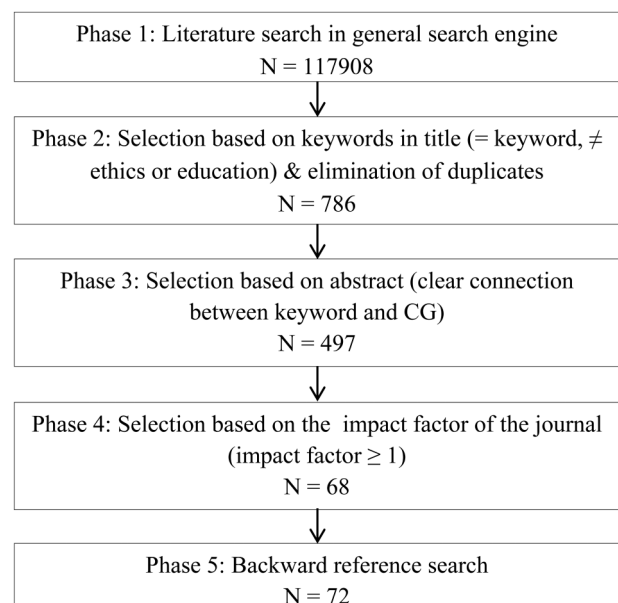 Phase 1: Literature search in general search engine
N = 117908
Phase 2: Selection based on keywords in title (= keyword, ≠
ethics or education) & elimination of duplicates
N = 786
Phase 3: Selection based on abstract (clear connection
between keyword and CG)
N = 497
Phase 4: Selection based on the impact factor of the journal
(impact factor ≥ 1)
N = 68
Phase 5: Backward reference search
N = 72